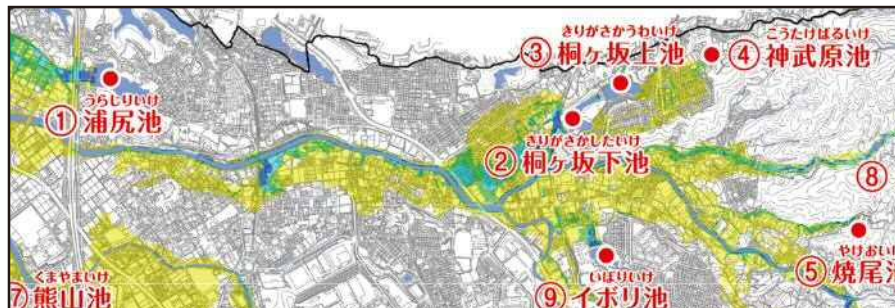 きりがさかうわいけ
③桐ヶ坂上池
こうたけばるいけ
④神武原池
うらしりいけ
①浦尻池
きりがさかしたいけ
②桐ヶ坂下池
⑧
やけおいけ
⑤焼尾
くまやまいけ
⑦熊山池
いぼりいけ
⑨イボリ池